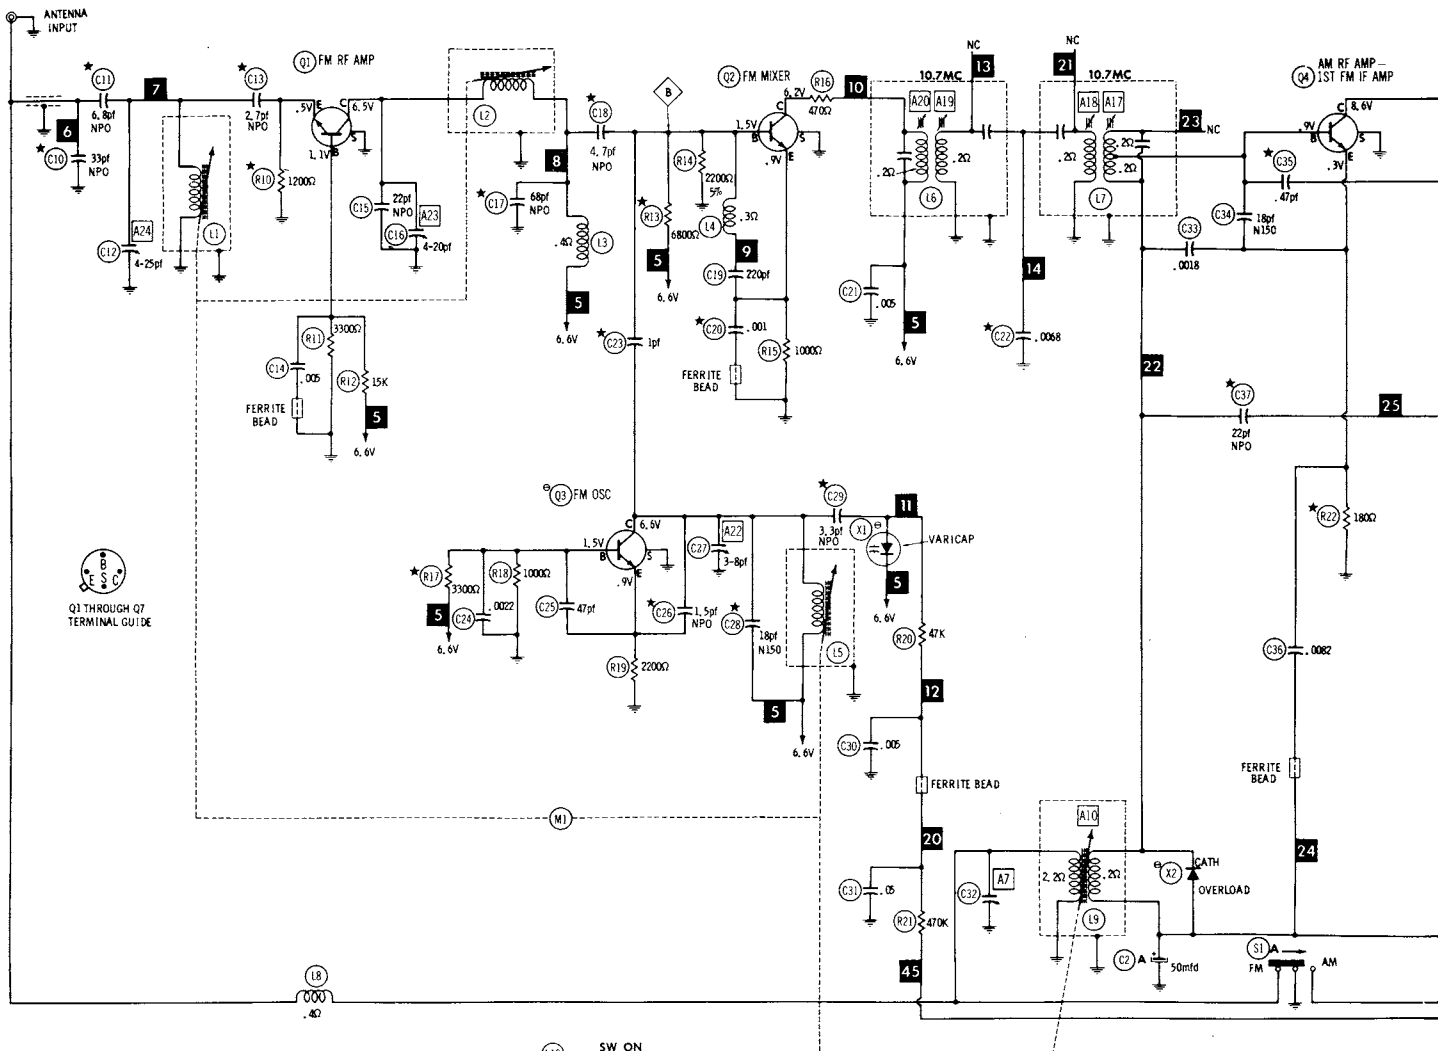 ANTENNA
INPUT
★ C11
6,8pf
NPO
7
★ C13
2,7pf
NPO
Q1 FM RF AMP
.5V E
C 6,5V
S
1,1V B
L2
★ C18
4,7pf
NPO
B
Q2 FM MIXER
6,2V R16
C
470Ω
10
1,5V
B
E
S
.9V
10.7MC
A20 A19
13
NC
.2Ω
.2Ω
L6
21
NC
10.7MC
A18 A17
.2Ω
.2Ω
.2Ω
L7
23
NC
AM RF AMP–
Q4 1ST FM IF AMP
C 8,6V
.9V
B
S
E
.3V
6
★ C10
33pf
NPO
★ R10
1200Ω
L1
A24
C12
4-25pf
C15
22pf
NPO
A23
C16
4-20pf
8
★ C17
68pf
NPO
.4Ω
L3
5
6,6V
R14
2200Ω
5%
★ R13
6800Ω
5
6,6V
L4
.3Ω
9
C19
220pf
★ C20
.001
R15
1000Ω
FERRITE
BEAD
C21
.005
5
6,6V
14
★ C22
.0068
★ C35
.47pf
C34
18pf
N150
C33
.0018
R11
3300Ω
C14
.005
R12
15K
FERRITE
BEAD
5
6,6V
★ C23
1pf
22
★ C37
22pf
NPO
25
⊖ Q3 FM OSC
C 6,6V
1,5V
B
S
E
.9V
★ R17
3300Ω
5
6,6V
C24
.0022
R18
1000Ω
C25
47pf
★ C26
1,5pf
NPO
R19
2200Ω
A22
C27
3-8pf
★ C28
18pf
N150
★ C29
3,3pf
NPO
L5
5
6,6V
11
X1 ⊖
VARICAP
5
6,6V
R20
47K
12
C30
.005
FERRITE BEAD
20
C31
.05
R21
470K
45
★ R22
180Ω
C36
.0082
FERRITE
BEAD
24
B
E S C
Q1 THROUGH Q7
TERMINAL GUIDE
M1
A7
C32
A10
2,2Ω
.2Ω
L9
⊖ X2
CATH
OVERLOAD
C2 A
+
50mfd
S1 A
FM
AM
L8
.4Ω
SW ON